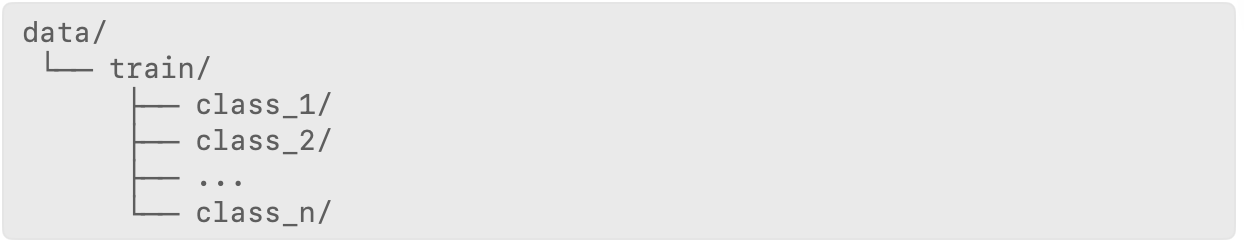 data/
└── train/
├── class_1/
├── class_2/
├── ...
└── class_n/